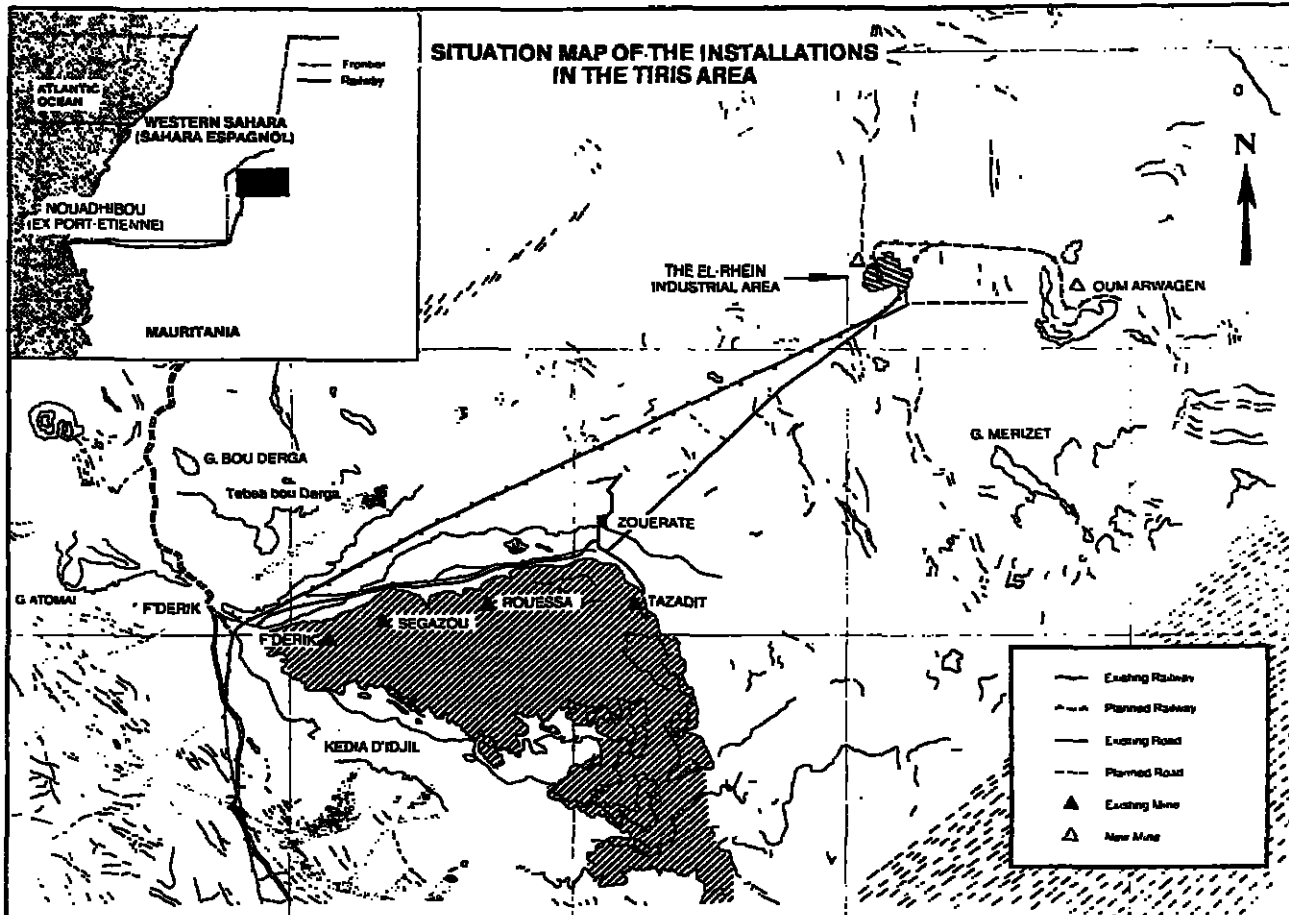 SITUATION MAP OF THE INSTALLATIONS
IN THE TIRIS AREA
Frontier
Railway
ATLANTIC
OCEAN
WESTERN SAHARA
(SAHARA ESPAGNOL)
NOUADHIBOU
(EX PORT-ETIENNE)
MAURITANIA
N
THE EL-RHEIN
INDUSTRIAL AREA
OUM ARWAGEN
G. MERIZET
G. BOU DERGA
Tebea bou Derga
ZOUERATE
G. ATOMAI
F'DERIK
ROUESSA
TAZADIT
SEGAZOU
F'DERIK
KEDIA D'IDJIL
Existing Railway
Planned Railway
Existing Road
Planned Road
Existing Mine
New Mine